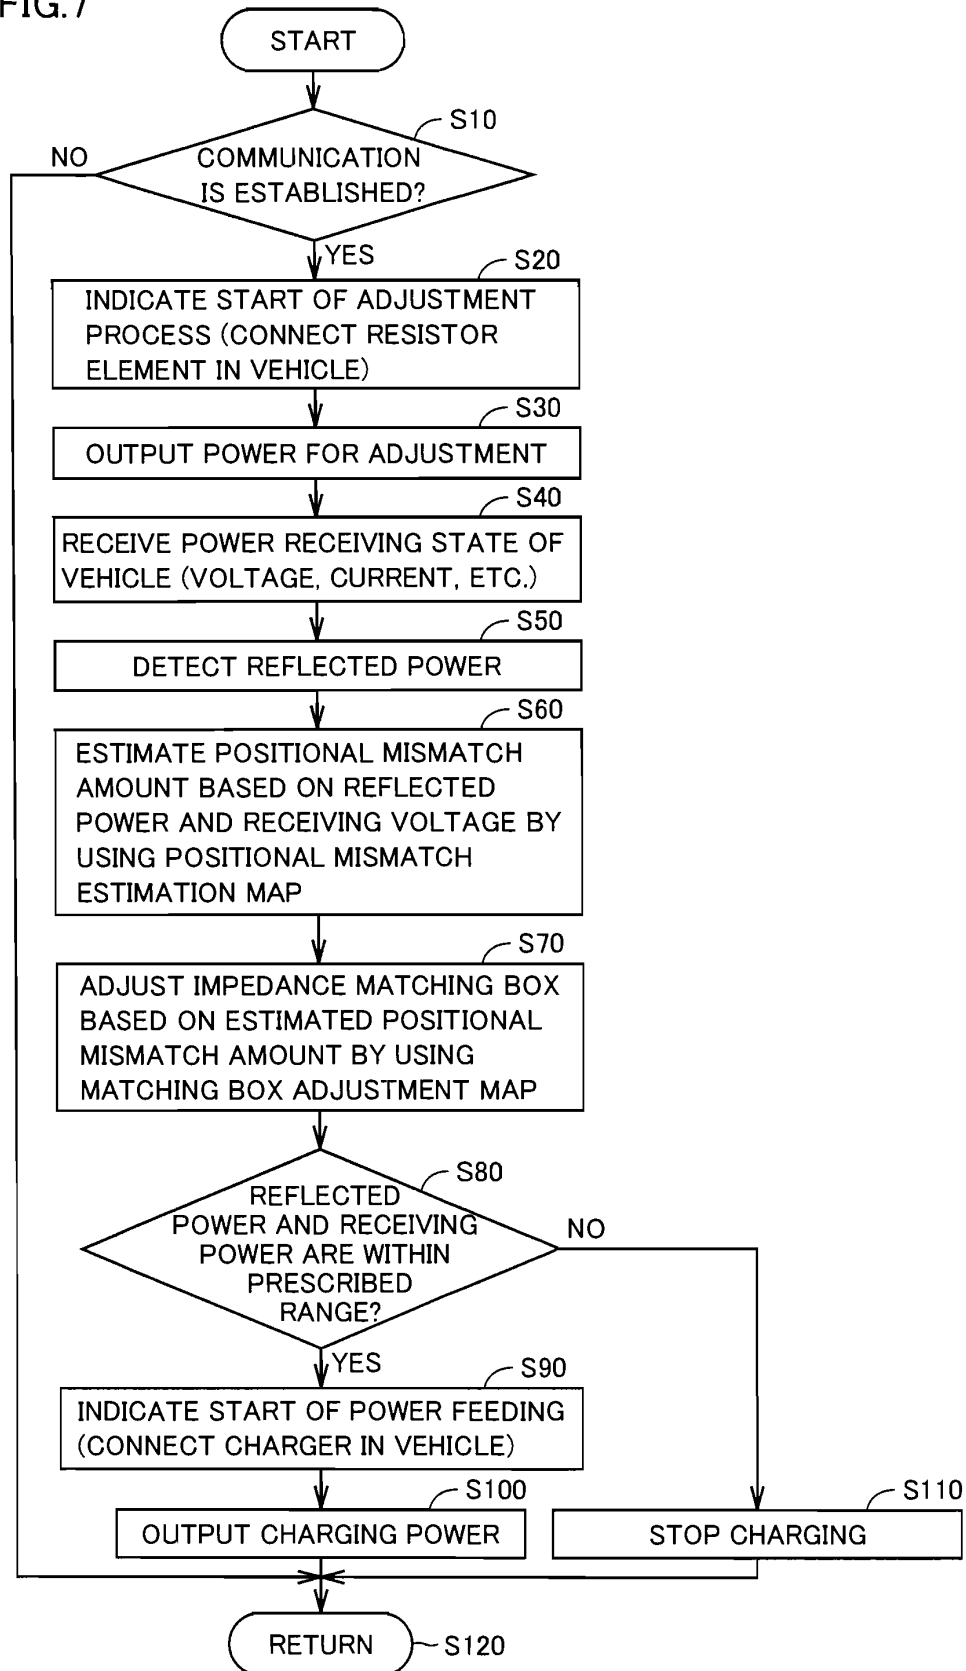 FIG.7
START
S10
NO
COMMUNICATION
IS ESTABLISHED?
YES
S20
INDICATE START OF ADJUSTMENT
PROCESS (CONNECT RESISTOR
ELEMENT IN VEHICLE)
S30
OUTPUT POWER FOR ADJUSTMENT
S40
RECEIVE POWER RECEIVING STATE OF
VEHICLE (VOLTAGE, CURRENT, ETC.)
S50
DETECT REFLECTED POWER
S60
ESTIMATE POSITIONAL MISMATCH
AMOUNT BASED ON REFLECTED
POWER AND RECEIVING VOLTAGE BY
USING POSITIONAL MISMATCH
ESTIMATION MAP
S70
ADJUST IMPEDANCE MATCHING BOX
BASED ON ESTIMATED POSITIONAL
MISMATCH AMOUNT BY USING
MATCHING BOX ADJUSTMENT MAP
S80
REFLECTED
POWER AND RECEIVING
POWER ARE WITHIN
PRESCRIBED
RANGE?
NO
YES
S90
INDICATE START OF POWER FEEDING
(CONNECT CHARGER IN VEHICLE)
S100
OUTPUT CHARGING POWER
S110
STOP CHARGING
RETURN
S120